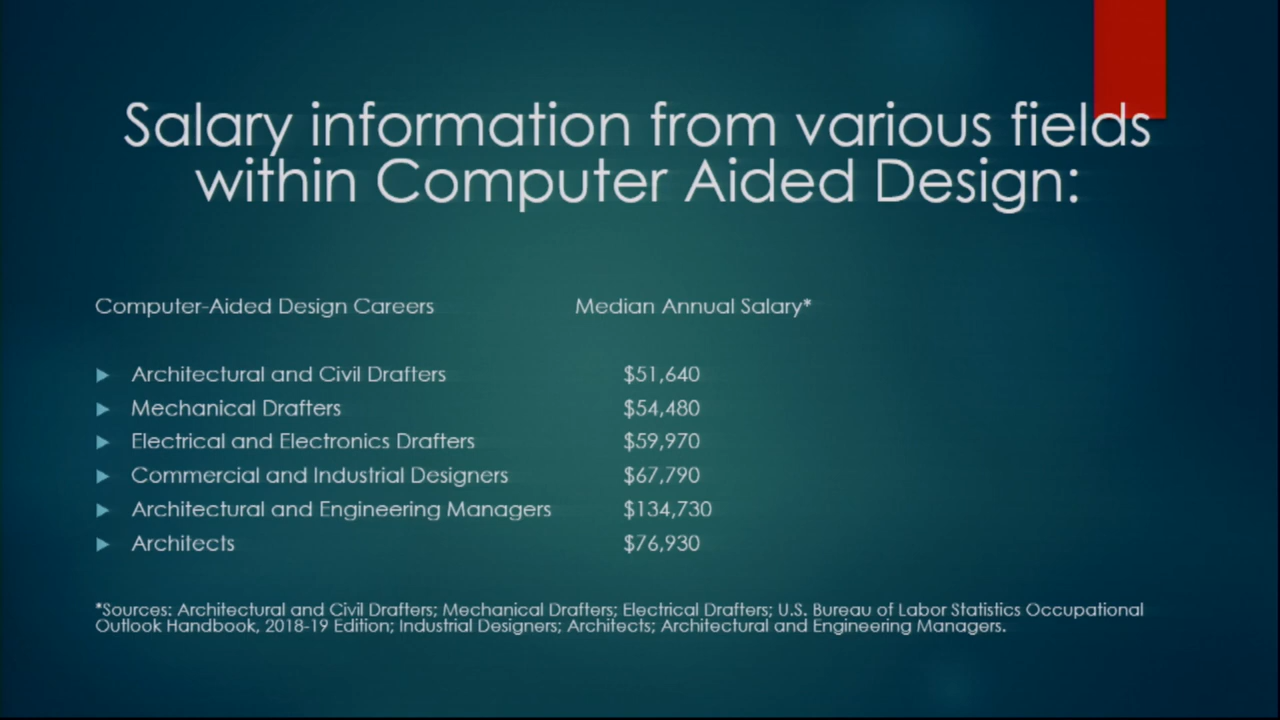 Salary information from various fields
within Computer Aided Design:
Computer-Aided Design Careers Median Annual Salary*
Architectural and Civil Drafters $51,640
Mechanical Drafters $54,480
Electrical and Electronics Drafters $59,970
Commercial and Industrial Designers $67,790
Architectural and Engineering Managers $134,730
Architects $76,930
*Sources: Architectural and Civil Drafters; Mechanical Drafters; Electrical Drafters; U.S. Bureau of Labor Statistics Occupational
Outlook Handbook, 2018-19 Edition; Industrial Designers; Architects; Architectural and Engineering Managers.